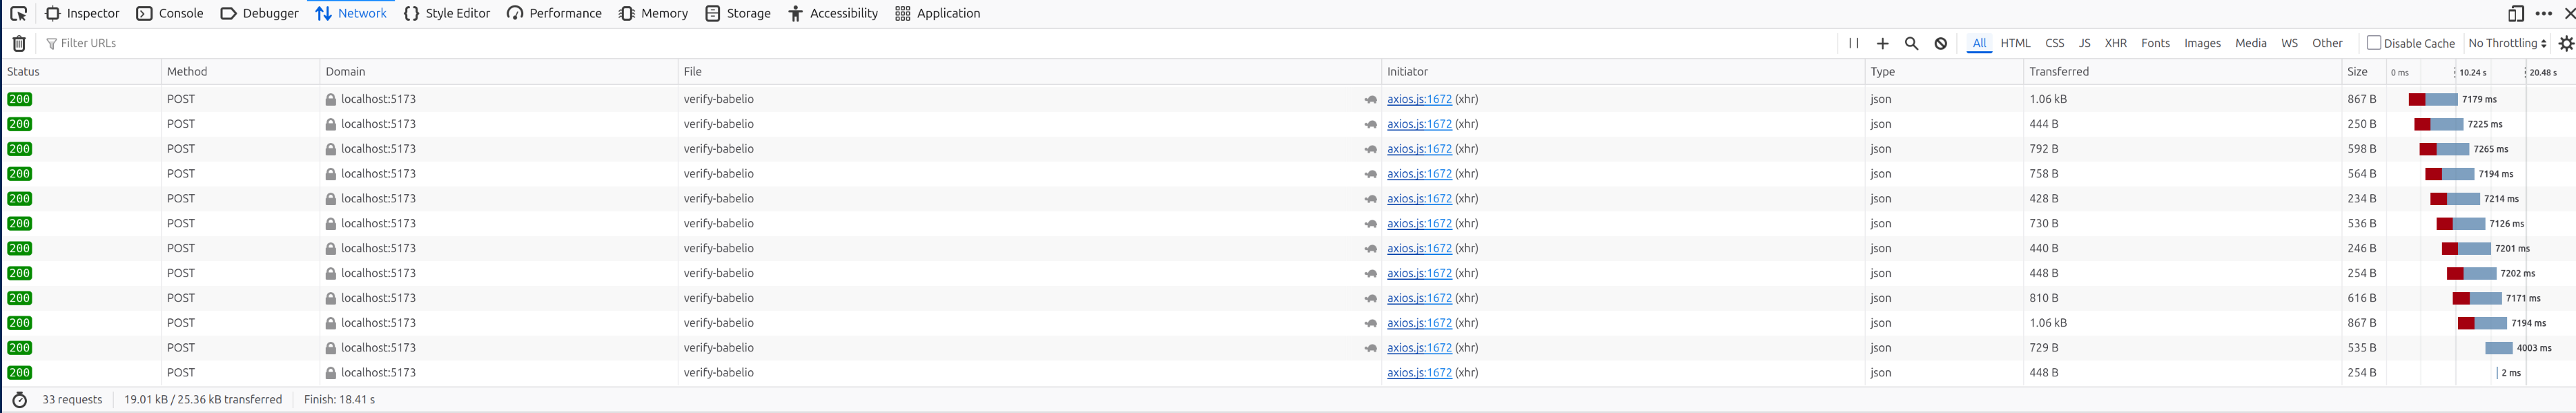 Inspector Console Debugger Network Style Editor Performance Memory Storage Accessibility Application
Filter URLs All HTML CSS JS XHR Fonts Images Media WS Other Disable Cache No Throttling
Status Method Domain File Initiator Type Transferred Size 0 ms 10.24 s 20.48 s
200 POST localhost:5173 verify-babelio axios.js:1672 (xhr) json 1.06 kB 867 B 7179 ms
200 POST localhost:5173 verify-babelio axios.js:1672 (xhr) json 444 B 250 B 7225 ms
200 POST localhost:5173 verify-babelio axios.js:1672 (xhr) json 792 B 598 B 7265 ms
200 POST localhost:5173 verify-babelio axios.js:1672 (xhr) json 758 B 564 B 7194 ms
200 POST localhost:5173 verify-babelio axios.js:1672 (xhr) json 428 B 234 B 7214 ms
200 POST localhost:5173 verify-babelio axios.js:1672 (xhr) json 730 B 536 B 7126 ms
200 POST localhost:5173 verify-babelio axios.js:1672 (xhr) json 440 B 246 B 7201 ms
200 POST localhost:5173 verify-babelio axios.js:1672 (xhr) json 448 B 254 B 7202 ms
200 POST localhost:5173 verify-babelio axios.js:1672 (xhr) json 810 B 616 B 7171 ms
200 POST localhost:5173 verify-babelio axios.js:1672 (xhr) json 1.06 kB 867 B 7194 ms
200 POST localhost:5173 verify-babelio axios.js:1672 (xhr) json 729 B 535 B 4003 ms
200 POST localhost:5173 verify-babelio axios.js:1672 (xhr) json 448 B 254 B 2 ms
33 requests 19.01 kB / 25.36 kB transferred Finish: 18.41 s